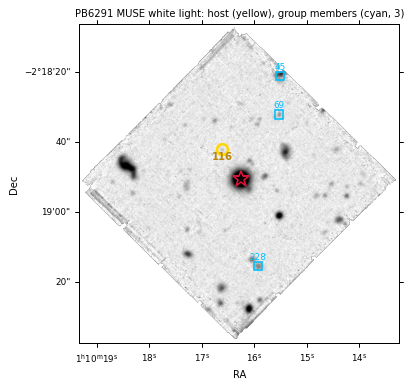 PB6291 MUSE white light: host (yellow), group members (cyan, 3)
−2°18'20"
45
69
40"
116
Dec
19'00"
228
20"
1ʰ10ᵐ19ˢ 18ˢ 17ˢ 16ˢ 15ˢ 14ˢ
RA